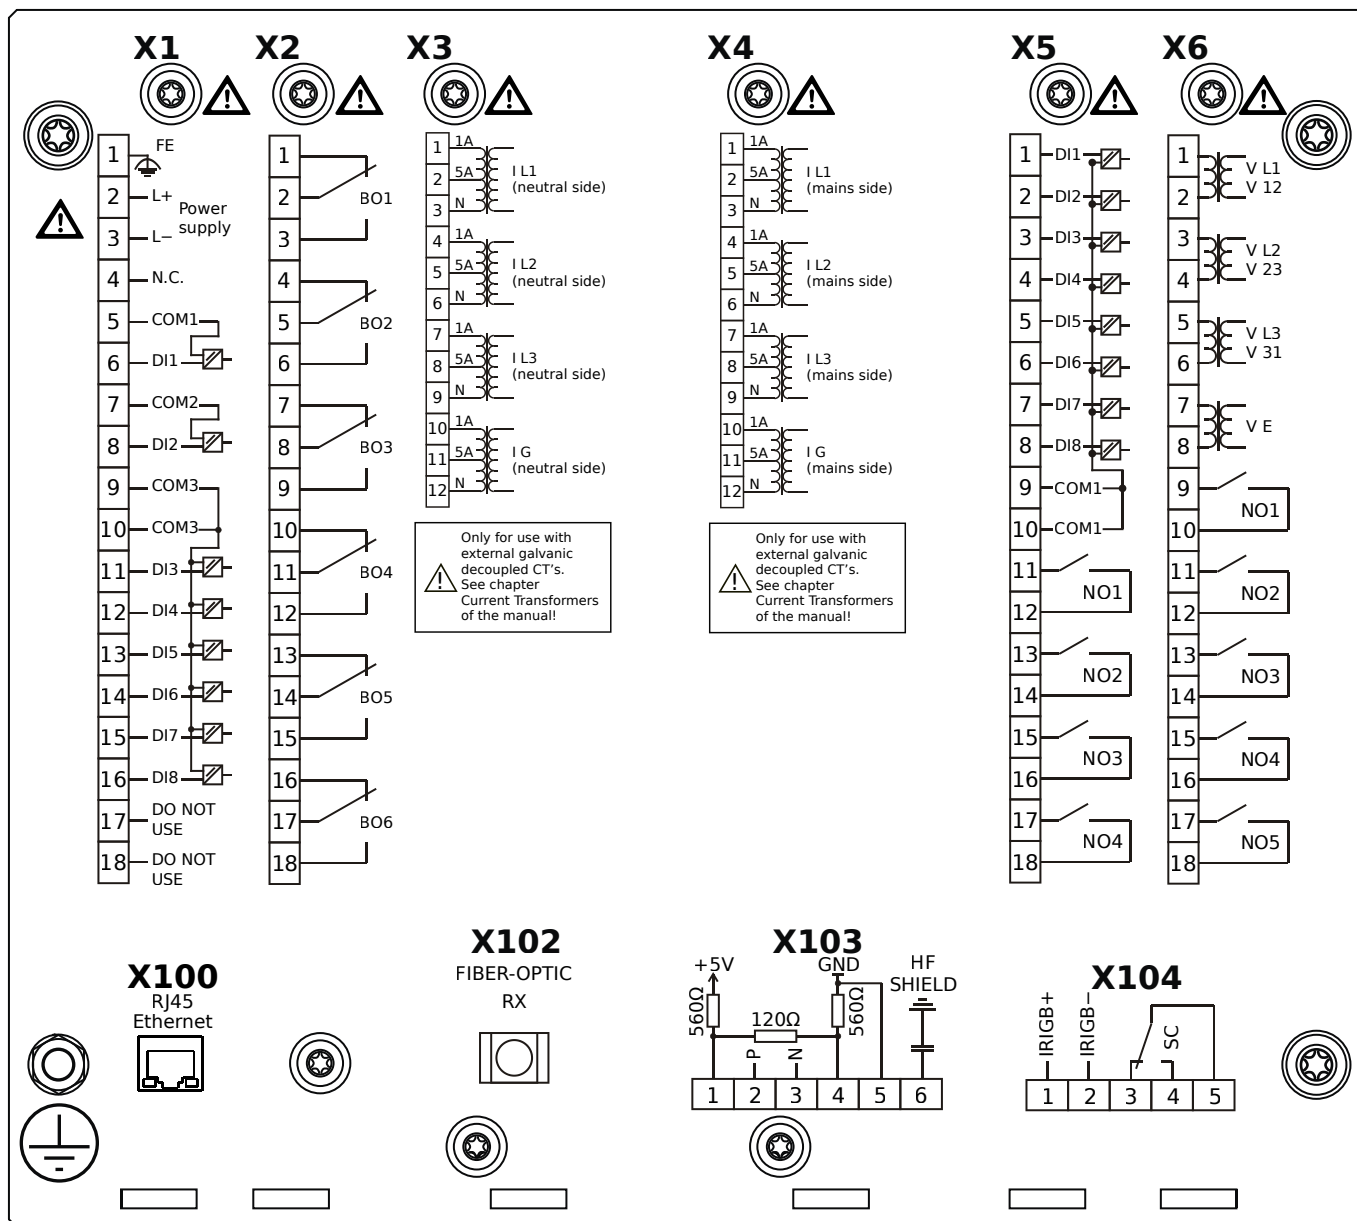 X1
1
FE
2
L+
Power
supply
3
L−
4
N.C.
5
COM1
6
DI1
7
COM2
8
DI2
9
COM3
10
COM3
11
DI3
12
DI4
13
DI5
14
DI6
15
DI7
16
DI8
17
DO NOT
USE
18
DO NOT
USE
X2
1
2
BO1
3
4
5
BO2
6
7
8
BO3
9
10
11
BO4
12
13
14
BO5
15
16
17
BO6
18
X3
1
1A
2
5A
3
N
I L1
(neutral side)
4
1A
5
5A
6
N
I L2
(neutral side)
7
1A
8
5A
9
N
I L3
(neutral side)
10
1A
11
5A
12
N
I G
(neutral side)
Only for use with
external galvanic
decoupled CT's.
See chapter
Current Transformers
of the manual!
X4
1
1A
2
5A
3
N
I L1
(mains side)
4
1A
5
5A
6
N
I L2
(mains side)
7
1A
8
5A
9
N
I L3
(mains side)
10
1A
11
5A
12
N
I G
(mains side)
Only for use with
external galvanic
decoupled CT's.
See chapter
Current Transformers
of the manual!
X5
1
DI1
2
DI2
3
DI3
4
DI4
5
DI5
6
DI6
7
DI7
8
DI8
9
COM1
10
COM1
11
NO1
12
13
NO2
14
15
NO3
16
17
NO4
18
X6
1
V L1
V 12
2
3
V L2
V 23
4
5
V L3
V 31
6
7
V E
8
9
NO1
10
11
NO2
12
13
NO3
14
15
NO4
16
17
NO5
18
X100
RJ45
Ethernet
X102
FIBER-OPTIC
RX
X103
+5V
GND
HF
SHIELD
560Ω
120Ω
560Ω
P
N
1 2 3 4 5 6
X104
IRIGB+
IRIGB−
SC
1 2 3 4 5